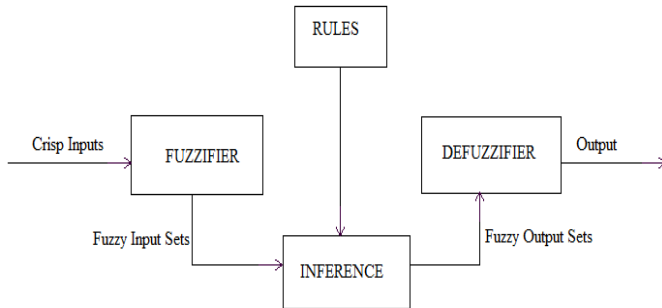 RULES
Crisp Inputs
FUZZIFIER
DEFUZZIFIER
Output
Fuzzy Input Sets
Fuzzy Output Sets
INFERENCE